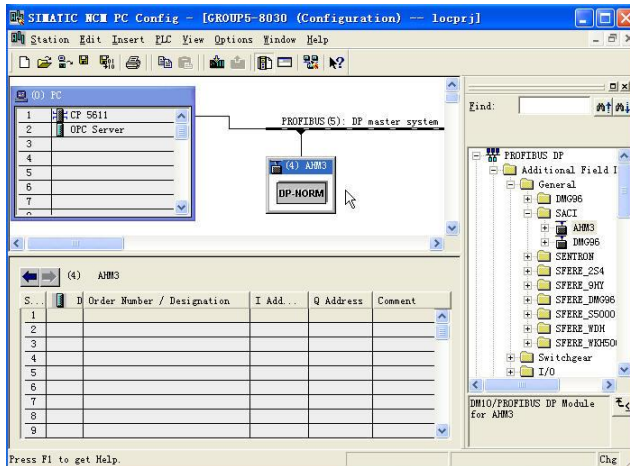 SIMATIC NCM PC Config - [GROUP5-8030 (Configuration) -- locprj]
Station Edit Insert PLC View Options Window Help
(0) PC
1 CP 5611
2 OPC Server
3
4
5
6
7
PROFIBUS(5): DP master system
(4) AHM3
DP-NORM
Find:
PROFIBUS DP
Additional Field I
General
DMG96
SACI
AHM3
DMG96
SENTRON
SFERE_2S4
SFERE_9HY
SFERE_DMG96
SFERE_S5000
SFERE_WDH
SFERE_WKH50
Switchgear
I/O
DM10/PROFIBUS DP Module
for AHM3
(4) AHM3
S... D Order Number / Designation I Add... Q Address Comment
1
2
3
4
5
6
7
8
9
Press F1 to get Help.
Chg